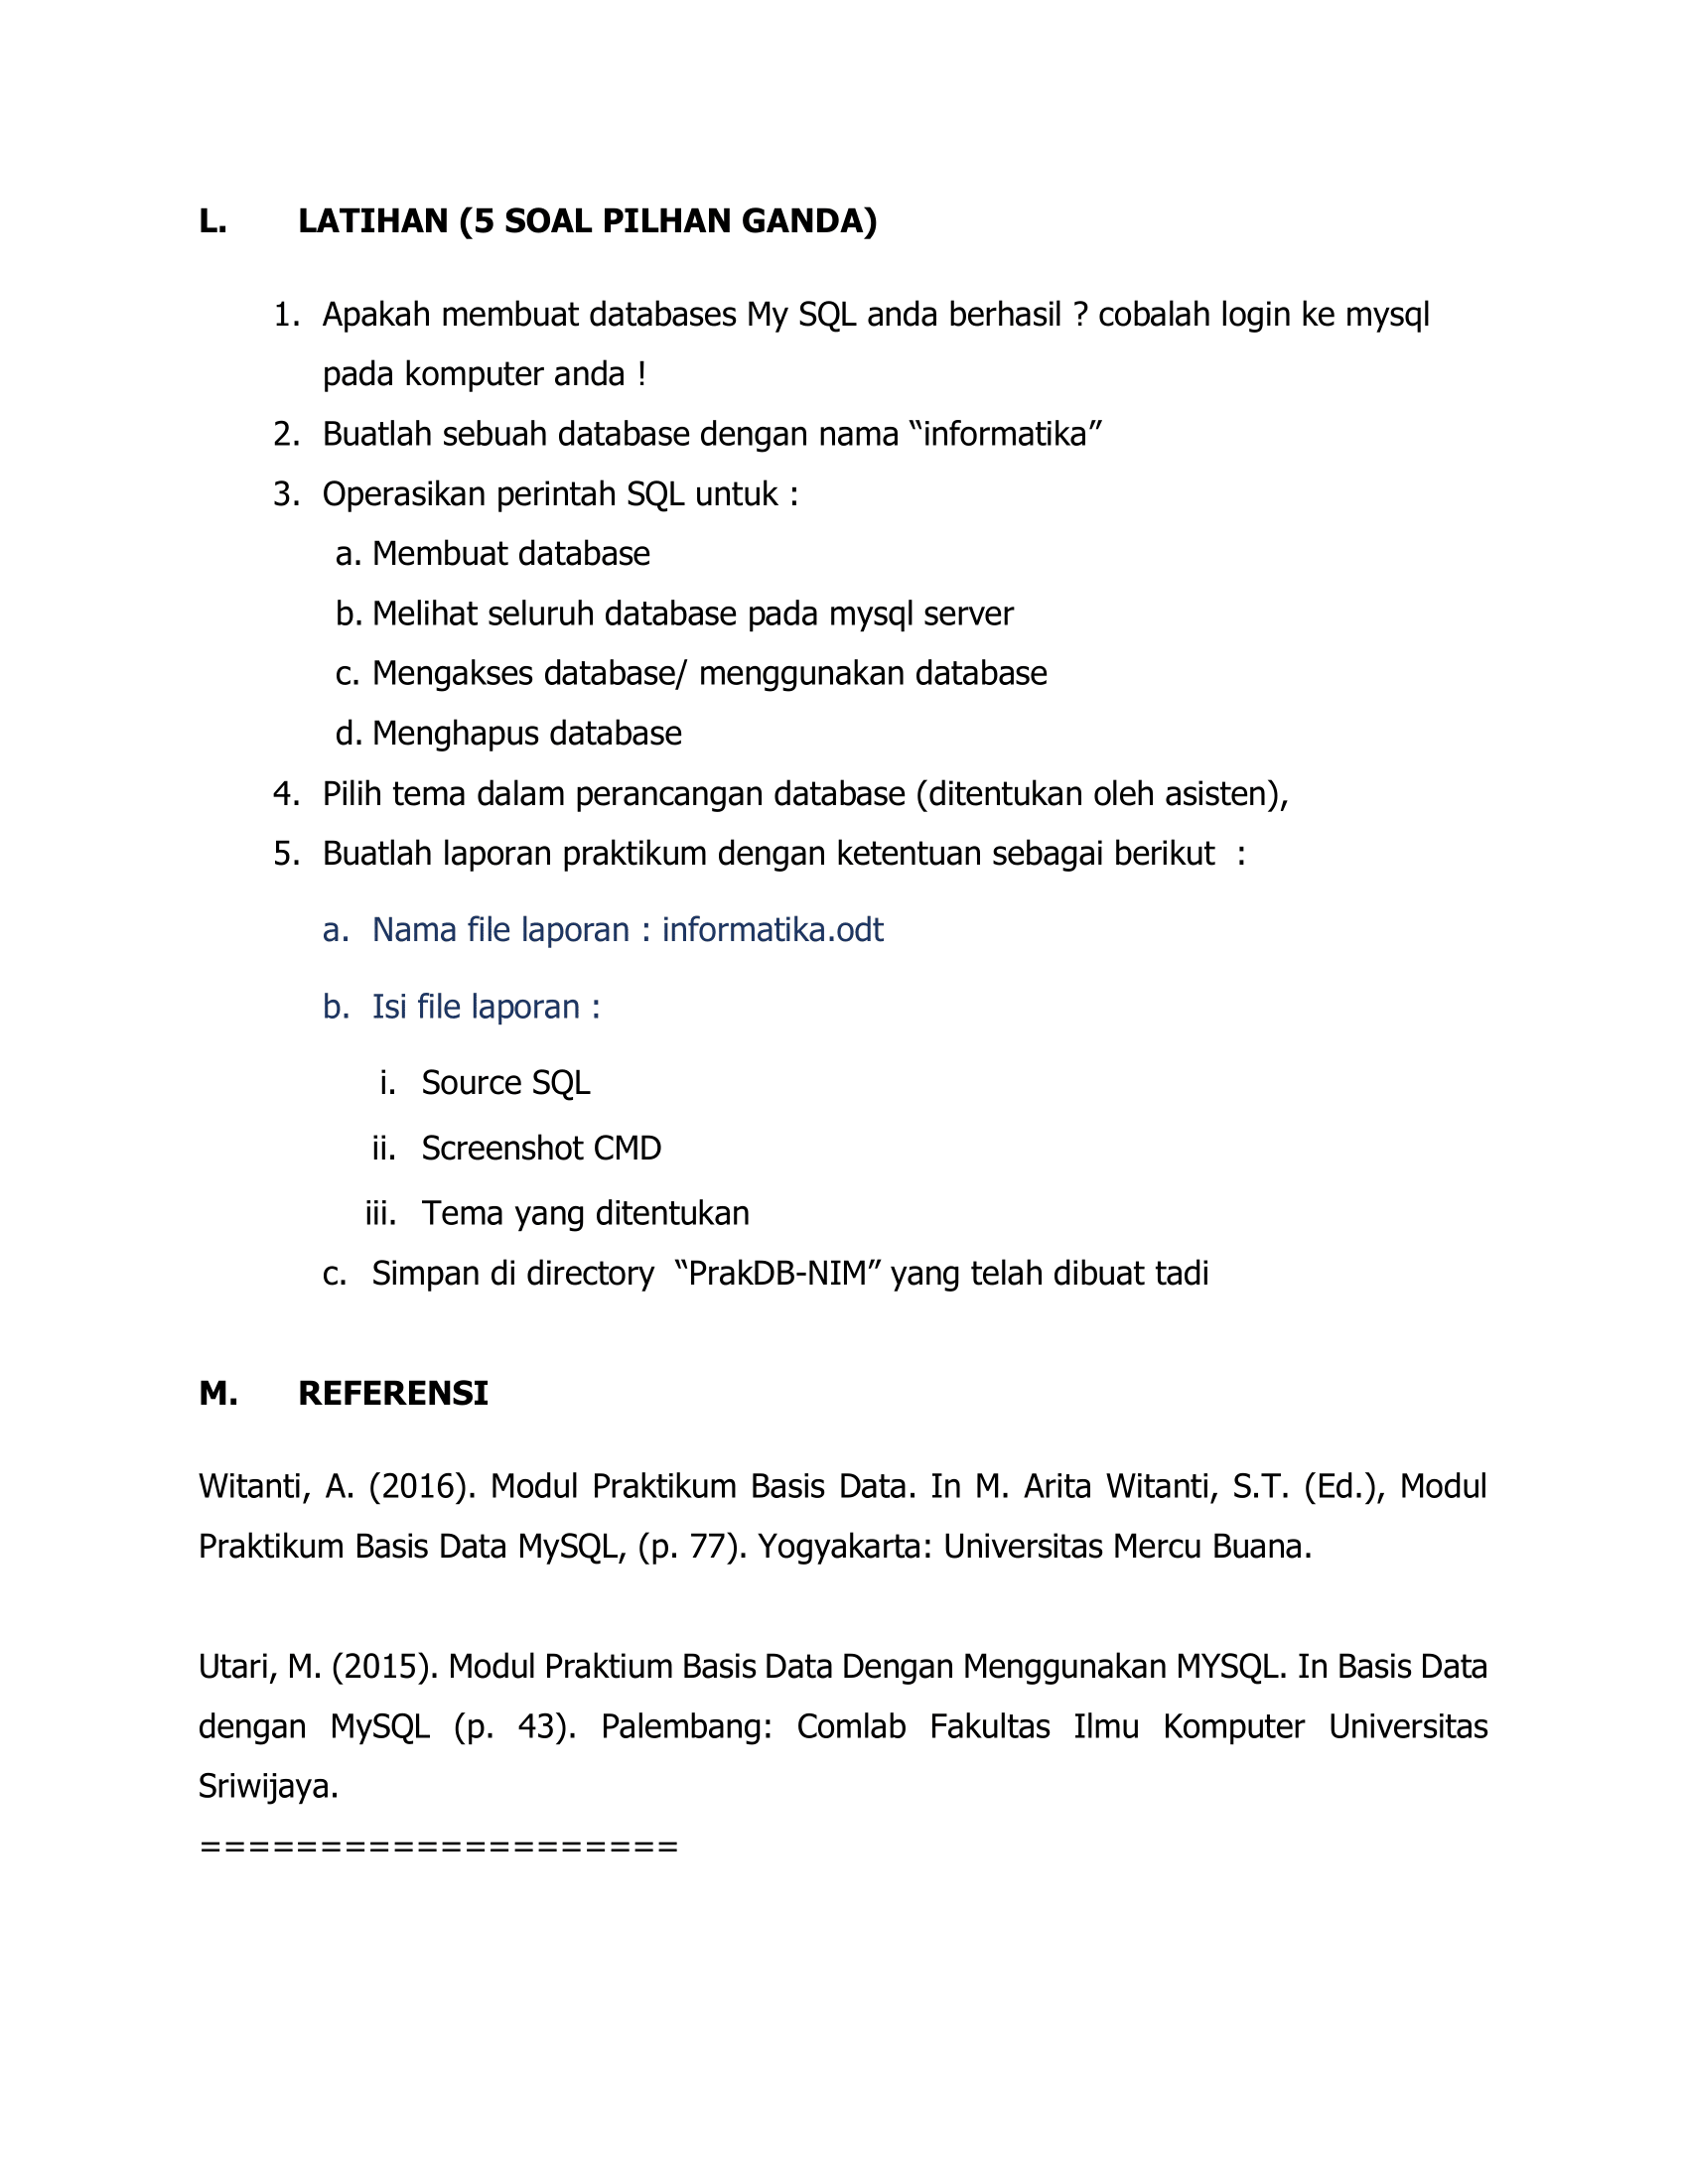 L. LATIHAN (5 SOAL PILHAN GANDA)
1. Apakah membuat databases My SQL anda berhasil ? cobalah login ke mysql
pada komputer anda !
2. Buatlah sebuah database dengan nama “informatika”
3. Operasikan perintah SQL untuk :
a. Membuat database
b. Melihat seluruh database pada mysql server
c. Mengakses database/ menggunakan database
d. Menghapus database
4. Pilih tema dalam perancangan database (ditentukan oleh asisten),
5. Buatlah laporan praktikum dengan ketentuan sebagai berikut :
a. Nama file laporan : informatika.odt
b. Isi file laporan :
i. Source SQL
ii. Screenshot CMD
iii. Tema yang ditentukan
c. Simpan di directory “PrakDB-NIM” yang telah dibuat tadi
M. REFERENSI
Witanti, A. (2016). Modul Praktikum Basis Data. In M. Arita Witanti, S.T. (Ed.), Modul
Praktikum Basis Data MySQL, (p. 77). Yogyakarta: Universitas Mercu Buana.
Utari, M. (2015). Modul Praktium Basis Data Dengan Menggunakan MYSQL. In Basis Data
dengan MySQL (p. 43). Palembang: Comlab Fakultas Ilmu Komputer Universitas
Sriwijaya.
====================